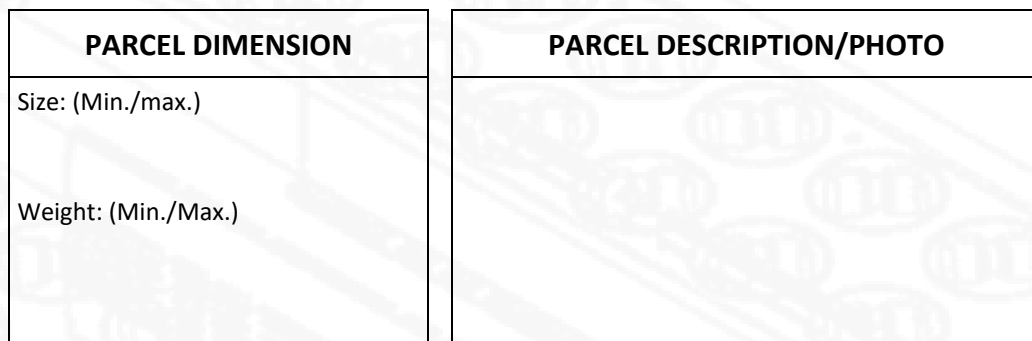 PARCEL DIMENSION
Size: (Min./max.)
Weight: (Min./Max.)
PARCEL DESCRIPTION/PHOTO